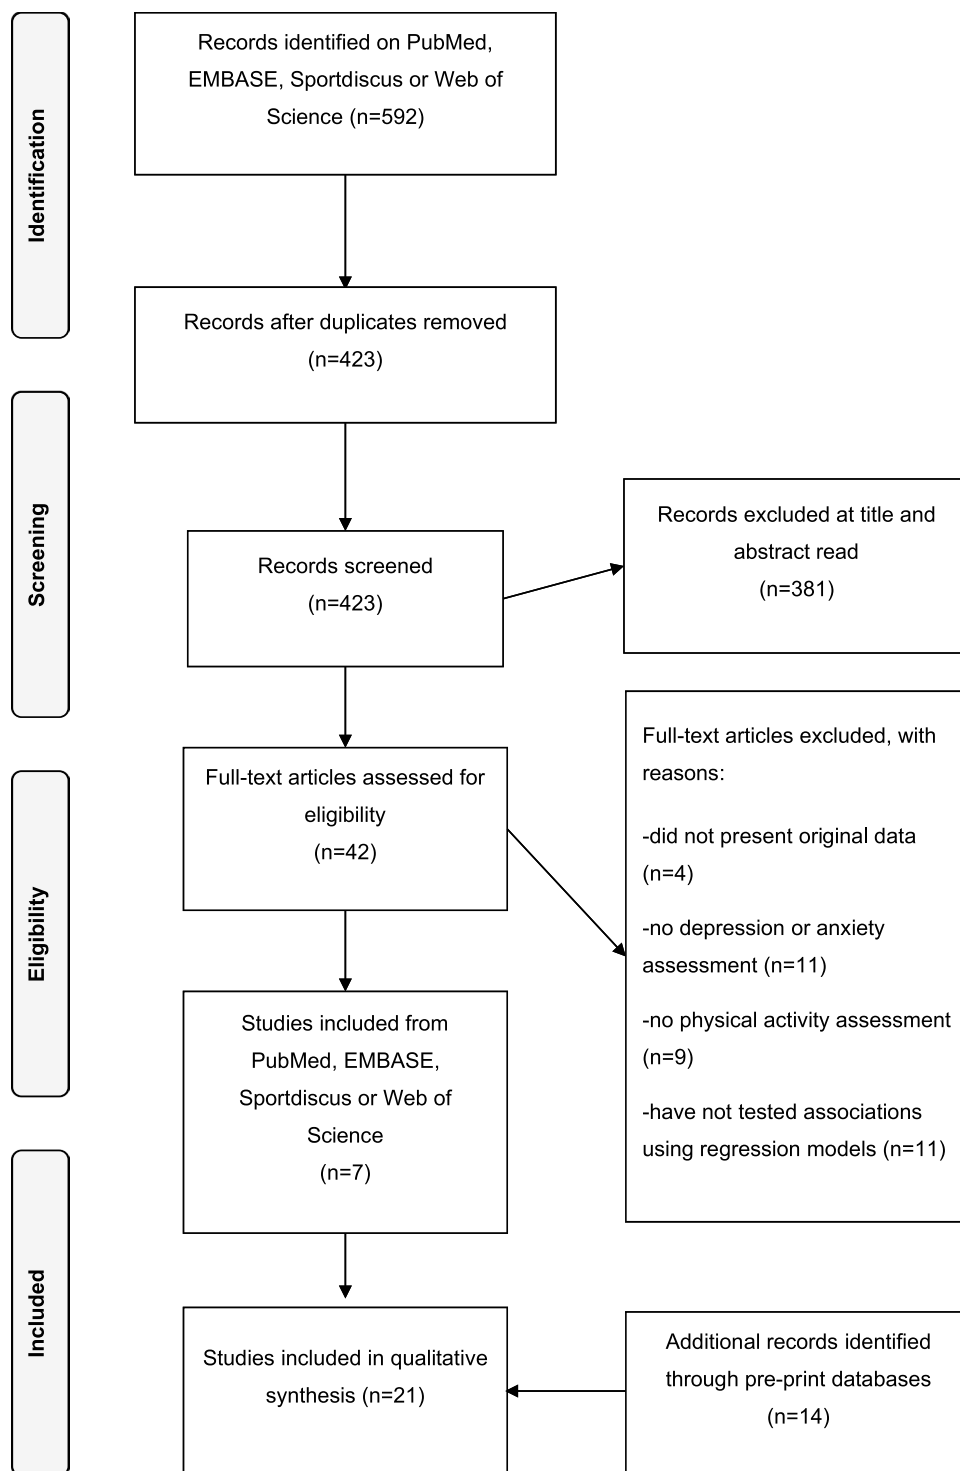 Identification
Records identified on PubMed,
EMBASE, Sportdiscus or Web of
Science (n=592)
Records after duplicates removed
(n=423)
Screening
Records screened
(n=423)
Records excluded at title and
abstract read
(n=381)
Eligibility
Full-text articles assessed for
eligibility
(n=42)
Full-text articles excluded, with
reasons:
-did not present original data
(n=4)
-no depression or anxiety
assessment (n=11)
-no physical activity assessment
(n=9)
-have not tested associations
using regression models (n=11)
Studies included from
PubMed, EMBASE,
Sportdiscus or Web of
Science
(n=7)
Included
Studies included in qualitative
synthesis (n=21)
Additional records identified
through pre-print databases
(n=14)